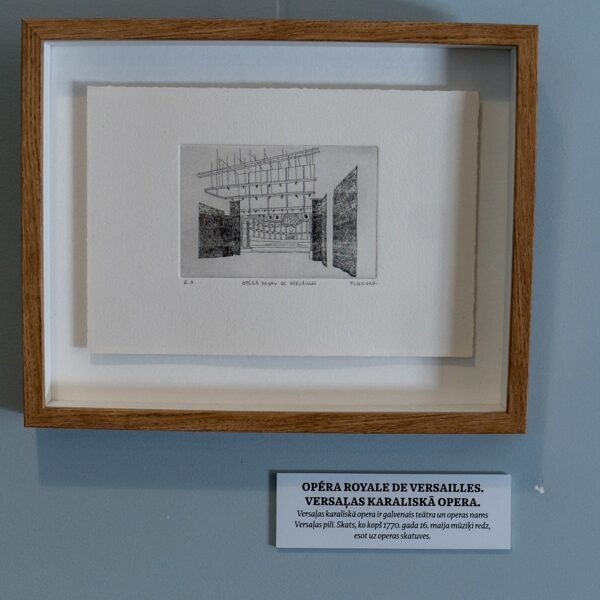 E.A. OPÉRA ROYAL DE VERSAILLES
OPÉRA ROYALE DE VERSAILLES.
VERSAĻAS KARALISKĀ OPERA.
Versaļas karaliskā opera ir galvenais teātra un operas nams
Versaļas pilī. Skats, ko kopš 1770. gada 16. maija mūziķi redz,
esot uz operas skatuves.